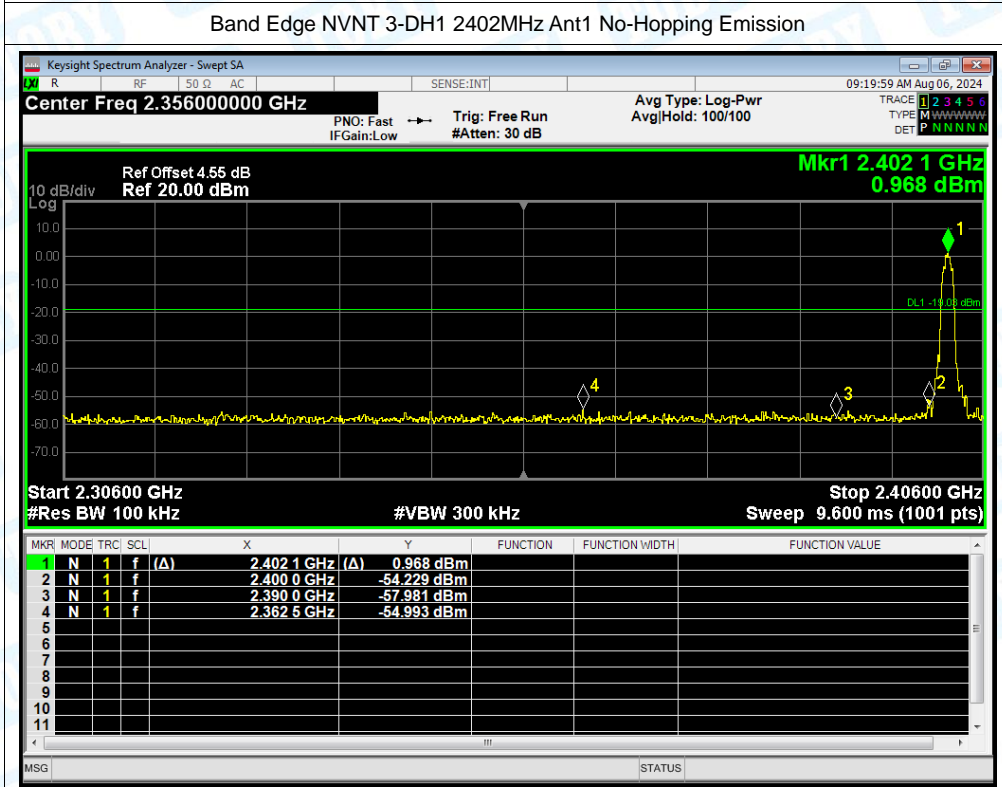 Band Edge NVNT 3-DH1 2402MHz Ant1 No-Hopping Emission
Keysight Spectrum Analyzer - Swept SA
LXI R RF 50 Ω AC SENSE:INT 09:19:59 AM Aug 06, 2024
Center Freq 2.356000000 GHz
PNO: Fast
IFGain:Low
Trig: Free Run
#Atten: 30 dB
Avg Type: Log-Pwr
Avg|Hold: 100/100
TRACE 1 2 3 4 5 6
TYPE M WWWWW
DET P N N N N N
10 dB/div
Log
Ref Offset 4.55 dB
Ref 20.00 dBm
Mkr1 2.402 1 GHz
0.968 dBm
10.0
0.00
-10.0
-20.0
-30.0
-40.0
-50.0
-60.0
-70.0
1
DL1 -19.03 dBm
4
3
2
Start 2.30600 GHz
Stop 2.40600 GHz
#Res BW 100 kHz
#VBW 300 kHz
Sweep 9.600 ms (1001 pts)
MKR MODE TRC SCL X Y FUNCTION FUNCTION WIDTH FUNCTION VALUE
1 N 1 f (Δ) 2.402 1 GHz (Δ) 0.968 dBm
2 N 1 f 2.400 0 GHz -54.229 dBm
3 N 1 f 2.390 0 GHz -57.981 dBm
4 N 1 f 2.362 5 GHz -54.993 dBm
5
6
7
8
9
10
11
MSG STATUS